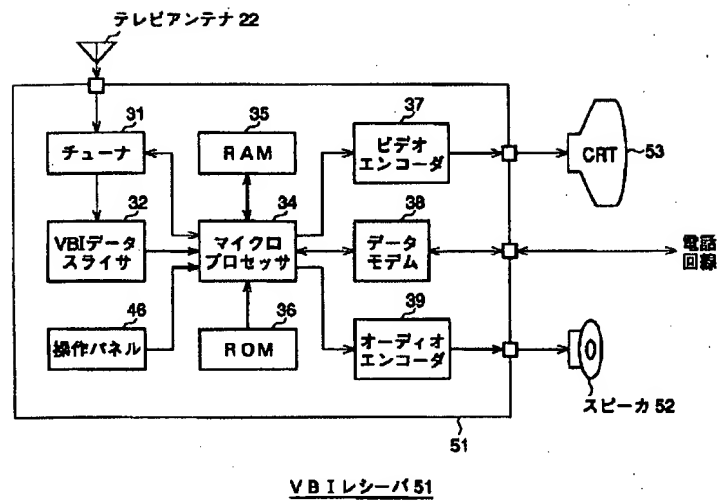 テレビアンテナ 22
31
チューナ
35
RAM
37
ビデオ
エンコーダ
CRT
53
32
VBIデータ
スライサ
34
マイクロ
プロセッサ
38
データ
モデム
電話
回線
46
操作パネル
36
ROM
39
オーディオ
エンコーダ
スピーカ 52
51
VBIレシーバ 51